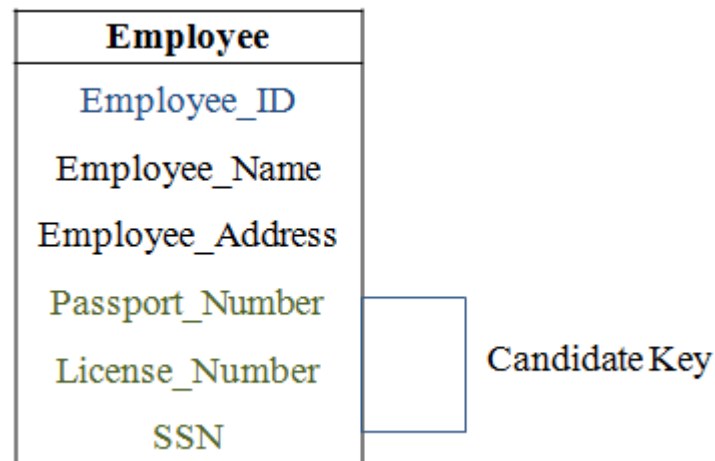 Employee
Employee_ID
Employee_Name
Employee_Address
Passport_Number
License_Number
SSN
Candidate Key